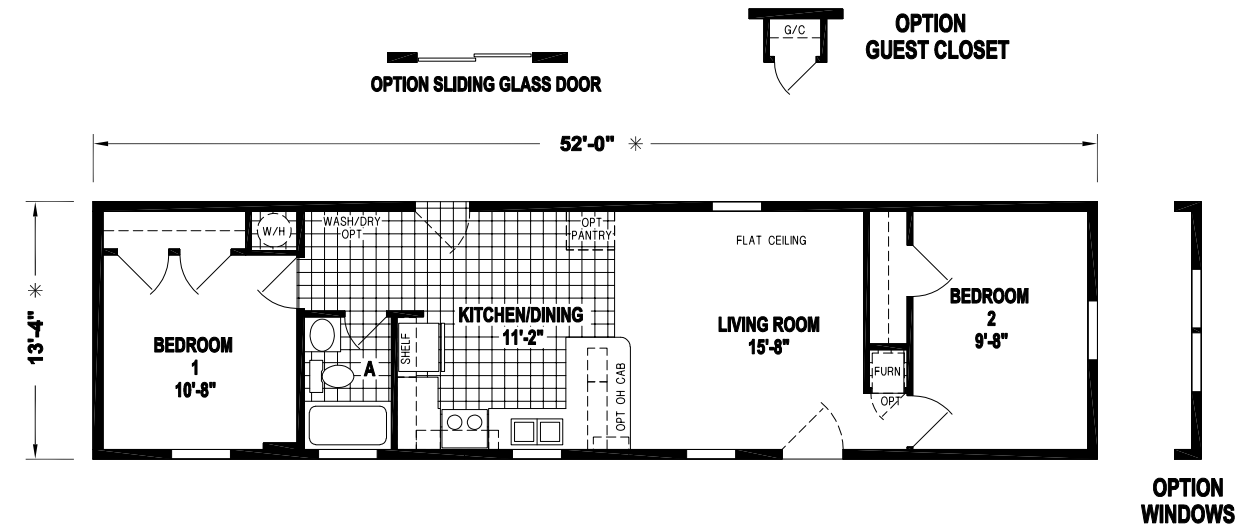 OPTION
GUEST CLOSET
G/C
OPTION SLIDING GLASS DOOR
52'-0" ✳
13'-4" ✳
W/H
WASH/DRY
OPT
OPT
PANTRY
FLAT CEILING
BEDROOM
1
10'-8"
A
SHELF
KITCHEN/DINING
11'-2"
OPT OH CAB
LIVING ROOM
15'-8"
FURN
OPT
BEDROOM
2
9'-8"
OPTION
WINDOWS